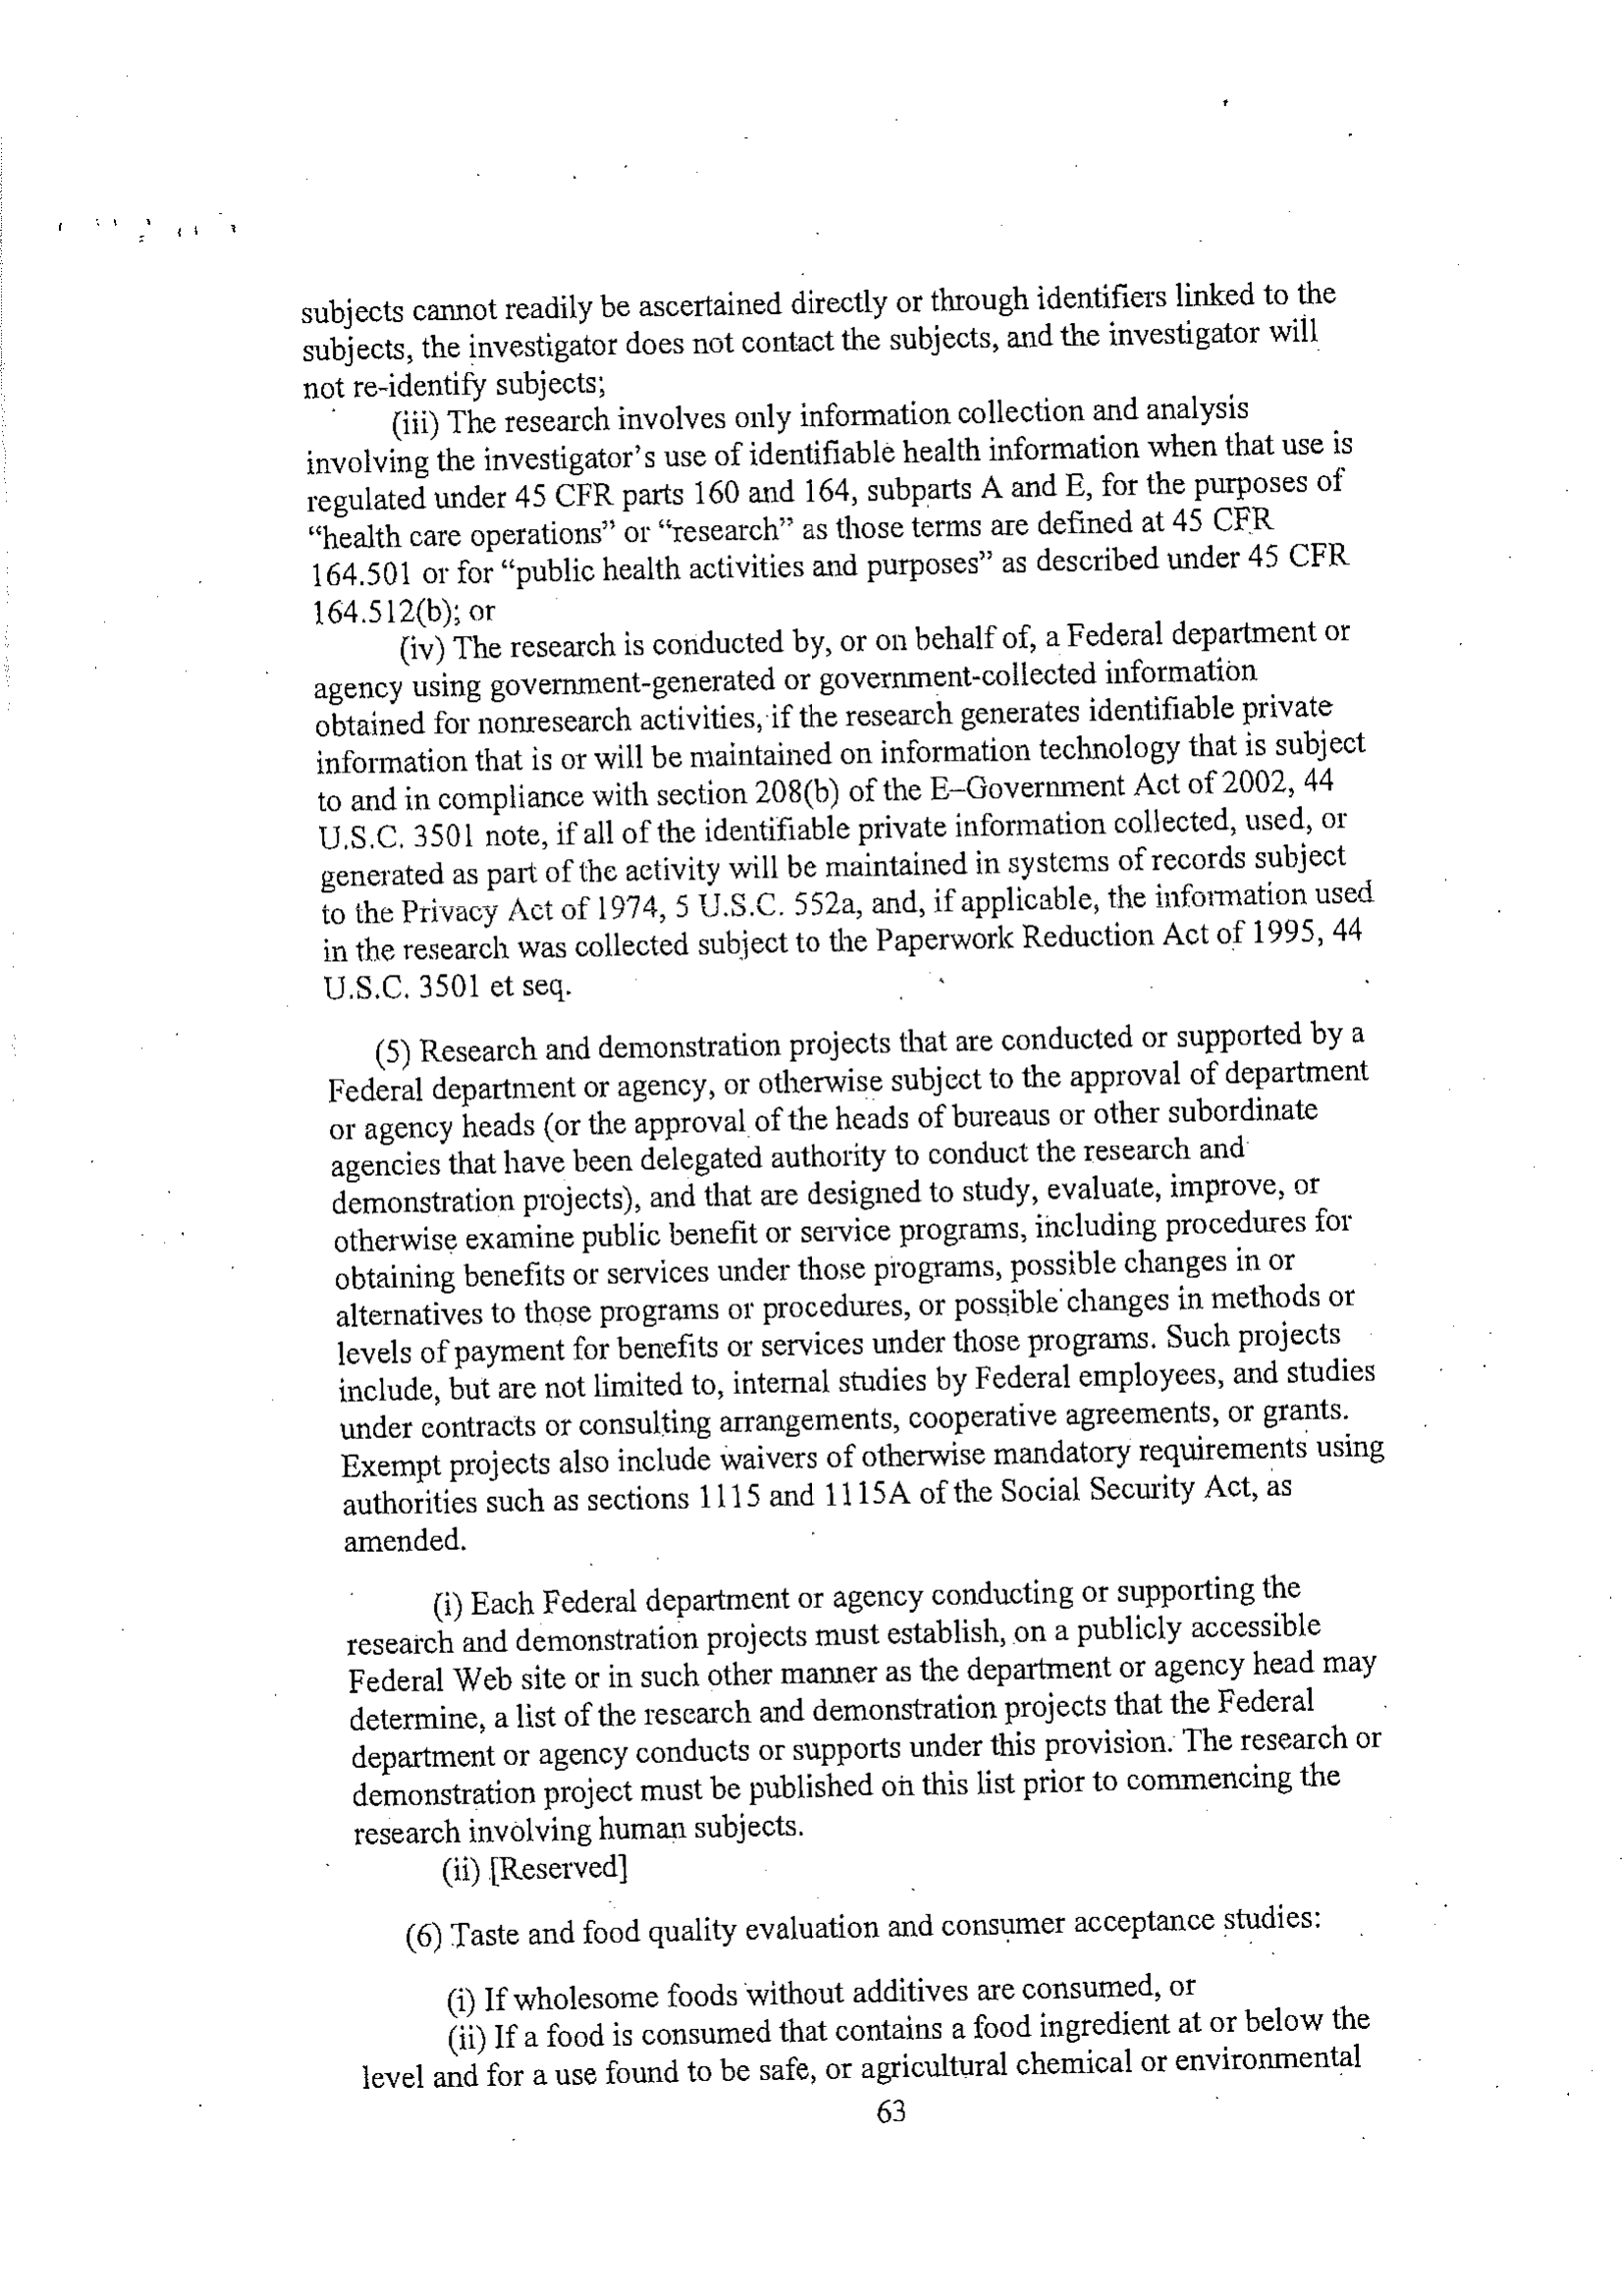 subjects cannot readily be ascertained directly or through identifiers linked to the
subjects, the investigator does not contact the subjects, and the investigator will
not re-identify subjects;
(iii) The research involves only information collection and analysis
involving the investigator's use of identifiable health information when that use is
regulated under 45 CFR parts 160 and 164, subparts A and E, for the purposes of
“health care operations” or “research” as those terms are defined at 45 CFR
164.501 or for “public health activities and purposes” as described under 45 CFR
164.512(b); or
(iv) The research is conducted by, or on behalf of, a Federal department or
agency using government-generated or government-collected information
obtained for nonresearch activities, if the research generates identifiable private
information that is or will be maintained on information technology that is subject
to and in compliance with section 208(b) of the E–Government Act of 2002, 44
U.S.C. 3501 note, if all of the identifiable private information collected, used, or
generated as part of the activity will be maintained in systems of records subject
to the Privacy Act of 1974, 5 U.S.C. 552a, and, if applicable, the information used
in the research was collected subject to the Paperwork Reduction Act of 1995, 44
U.S.C. 3501 et seq.
(5) Research and demonstration projects that are conducted or supported by a
Federal department or agency, or otherwise subject to the approval of department
or agency heads (or the approval of the heads of bureaus or other subordinate
agencies that have been delegated authority to conduct the research and
demonstration projects), and that are designed to study, evaluate, improve, or
otherwise examine public benefit or service programs, including procedures for
obtaining benefits or services under those programs, possible changes in or
alternatives to those programs or procedures, or possible changes in methods or
levels of payment for benefits or services under those programs. Such projects
include, but are not limited to, internal studies by Federal employees, and studies
under contracts or consulting arrangements, cooperative agreements, or grants.
Exempt projects also include waivers of otherwise mandatory requirements using
authorities such as sections 1115 and 1115A of the Social Security Act, as
amended.
(i) Each Federal department or agency conducting or supporting the
research and demonstration projects must establish, on a publicly accessible
Federal Web site or in such other manner as the department or agency head may
determine, a list of the research and demonstration projects that the Federal
department or agency conducts or supports under this provision. The research or
demonstration project must be published on this list prior to commencing the
research involving human subjects.
(ii) [Reserved]
(6) Taste and food quality evaluation and consumer acceptance studies:
(i) If wholesome foods without additives are consumed, or
(ii) If a food is consumed that contains a food ingredient at or below the
level and for a use found to be safe, or agricultural chemical or environmental
63